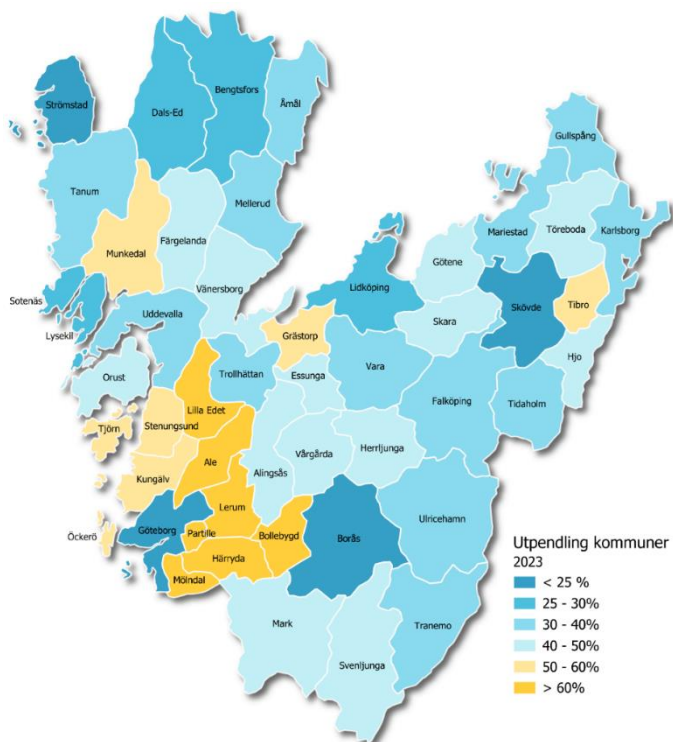 Strömstad
Dals-Ed
Bengtsfors
Åmål
Gullspång
Tanum
Mellerud
Munkedal
Färgelanda
Mariestad
Töreboda
Karlsborg
Götene
Vänersborg
Lidköping
Sotenäs
Skövde
Tibro
Uddevalla
Skara
Lysekil
Grästorp
Hjo
Orust
Trollhättan
Essunga
Vara
Lilla Edet
Falköping
Tidaholm
Tjörn
Stenungsund
Ale
Vårgårda
Herrljunga
Kungälv
Alingsås
Lerum
Ulricehamn
Öckerö
Göteborg
Partille
Bollebygd
Borås
Härryda
Mölndal
Mark
Tranemo
Svenljunga
Utpendling kommuner
2023
< 25 %
25 - 30%
30 - 40%
40 - 50%
50 - 60%
> 60%